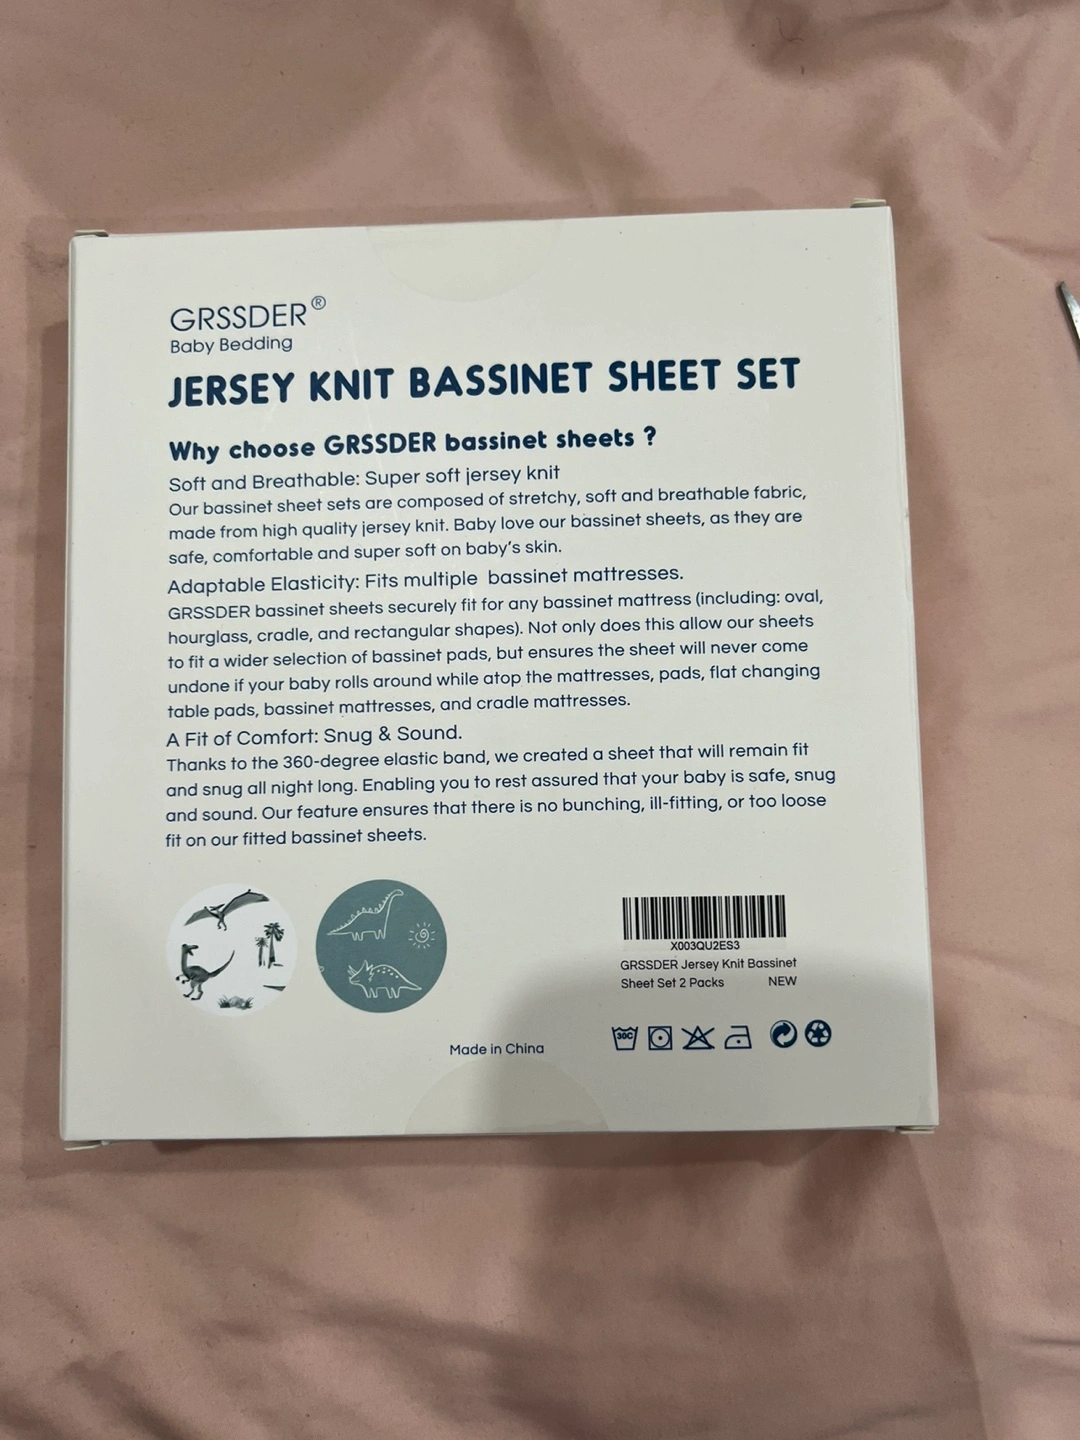 GRSSDER®
Baby Bedding
JERSEY KNIT BASSINET SHEET SET
Why choose GRSSDER bassinet sheets ?
Soft and Breathable: Super soft jersey knit
Our bassinet sheet sets are composed of stretchy, soft and breathable fabric,
made from high quality jersey knit. Baby love our bassinet sheets, as they are
safe, comfortable and super soft on baby's skin.
Adaptable Elasticity: Fits multiple bassinet mattresses.
GRSSDER bassinet sheets securely fit for any bassinet mattress (including: oval,
hourglass, cradle, and rectangular shapes). Not only does this allow our sheets
to fit a wider selection of bassinet pads, but ensures the sheet will never come
undone if your baby rolls around while atop the mattresses, pads, flat changing
table pads, bassinet mattresses, and cradle mattresses.
A Fit of Comfort: Snug & Sound.
Thanks to the 360-degree elastic band, we created a sheet that will remain fit
and snug all night long. Enabling you to rest assured that your baby is safe, snug
and sound. Our feature ensures that there is no bunching, ill-fitting, or too loose
fit on our fitted bassinet sheets.
X003QU2ES3
GRSSDER Jersey Knit Bassinet
Sheet Set 2 Packs NEW
30C
Made in China